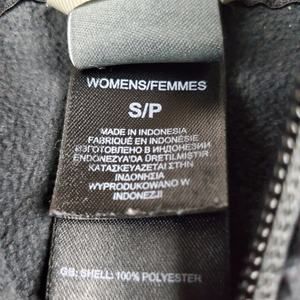 WOMENS/FEMMES
S/P
MADE IN INDONESIA
FABRIQUÉ EN INDONÉSIE
ИЗГОТОВЛЕНО В ИНДОНЕЗИИ
ENDONEZYA'DA ÜRETILMIŞTIR
ΚΑΤΑΣΚΕΥΑΖΕΤΑΙ ΣΤΗΝ
ΙΝΔΟΝΗΣΙΑ
WYPRODUKOWANO W
INDONEZJI
GB: SHELL: 100% POLYESTER